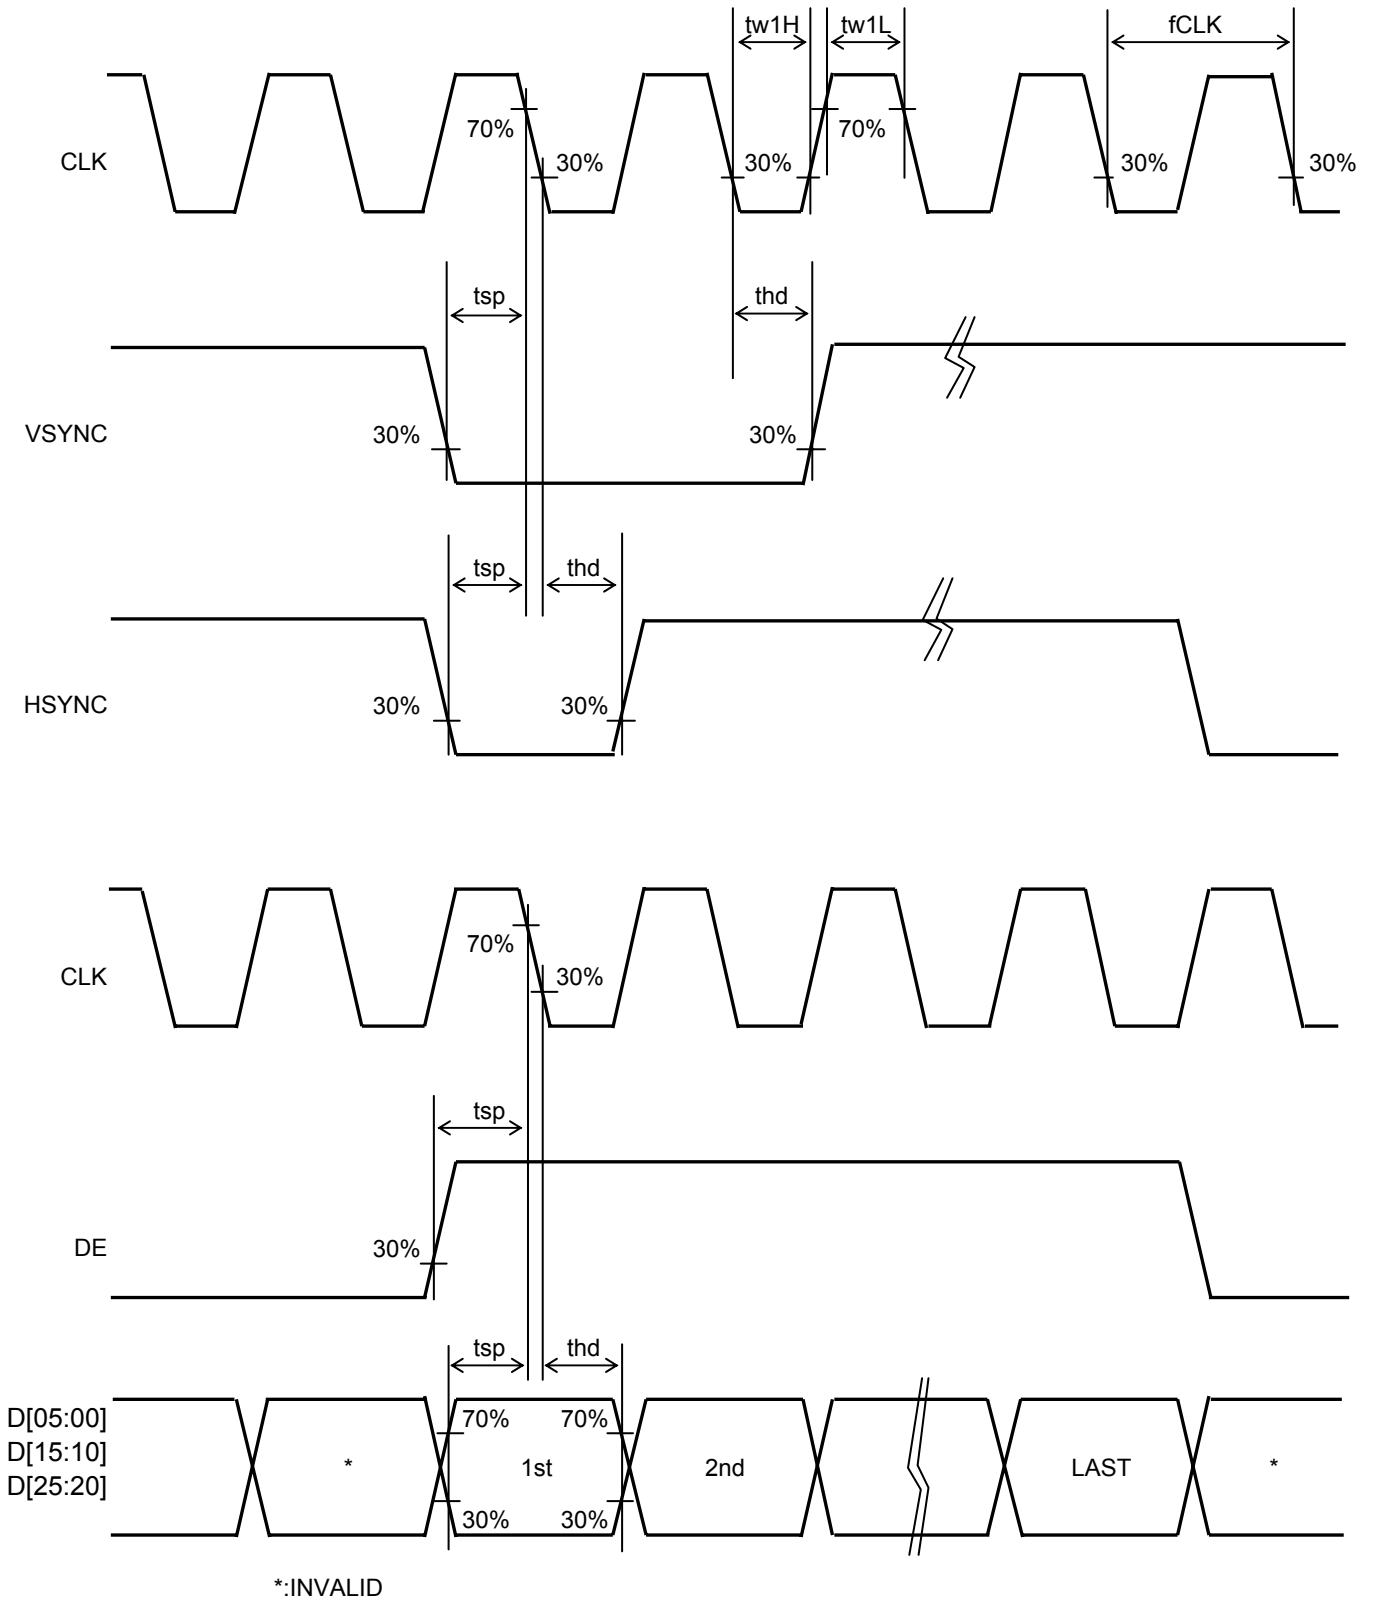 tw1H tw1L fCLK
70% 70%
CLK 30% 30% 30% 30%
tsp thd
VSYNC 30% 30%
tsp thd
HSYNC 30% 30%
70%
CLK 30%
tsp
DE 30%
tsp thd
D[05:00] 70% 70%
D[15:10] * 1st 2nd LAST *
D[25:20]
30% 30%
*:INVALID